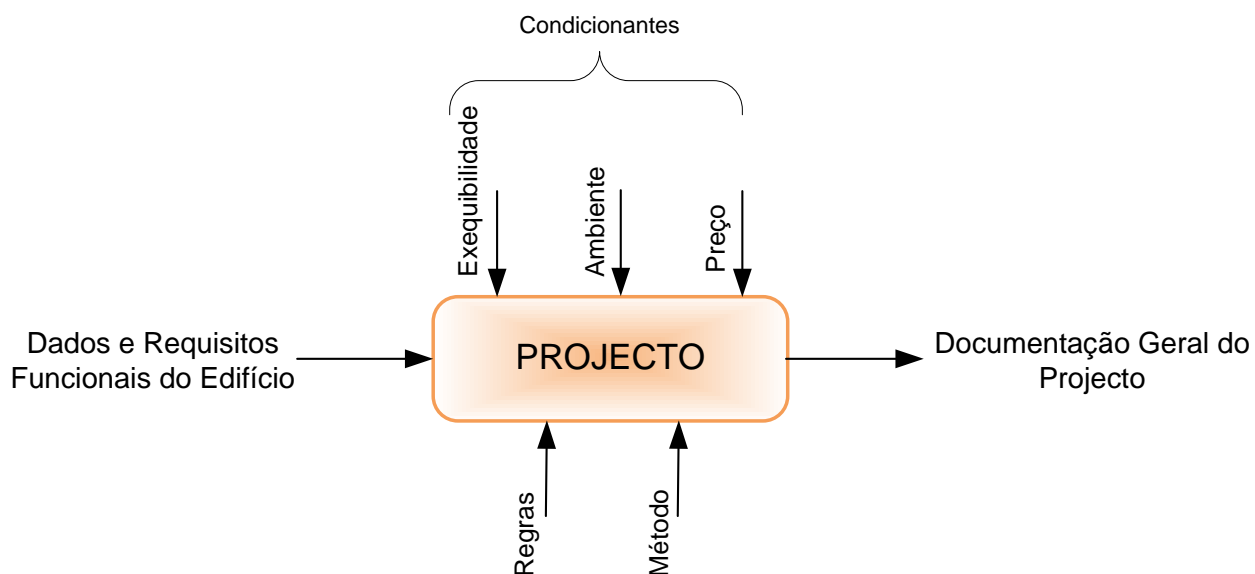 Condicionantes
Exequibilidade
Ambiente
Preço
Dados e Requisitos
Funcionais do Edifício
PROJECTO
Documentação Geral do
Projecto
Regras
Método